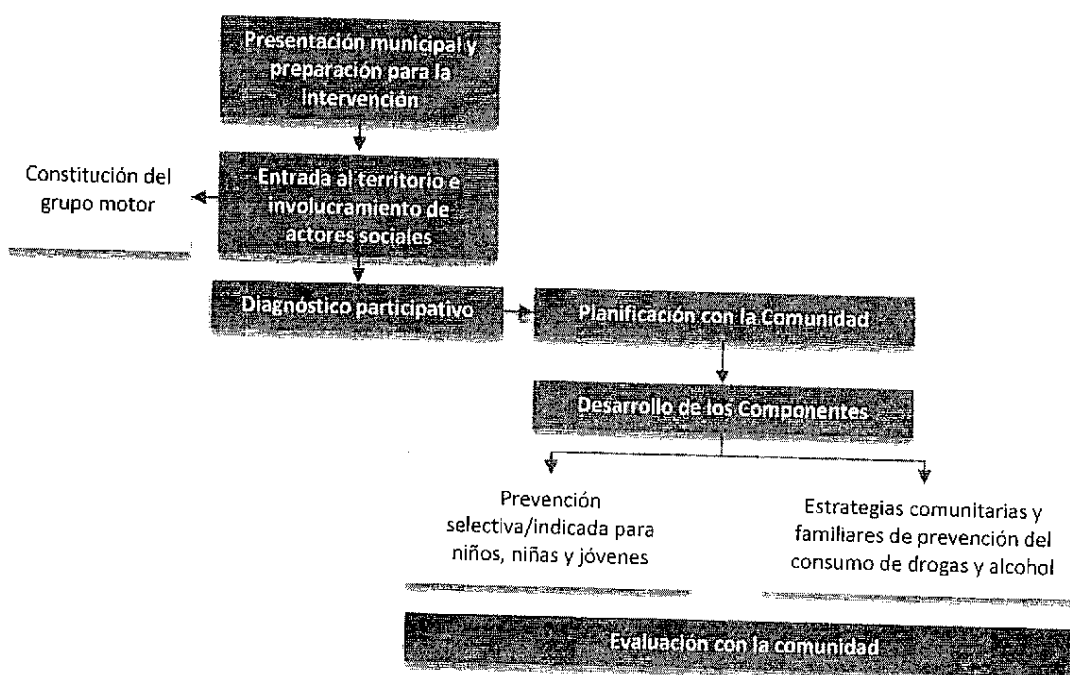 Presentación municipal y
preparación para la
Intervención
Constitución del
grupo motor
Entrada al territorio e
involucramiento de
actores sociales
Diagnóstico participativo
Planificación con la Comunidad
Desarrollo de los Componentes
Prevención
selectiva/indicada para
niños, niñas y jóvenes
Estrategias comunitarias y
familiares de prevención del
consumo de drogas y alcohol
Evaluación con la comunidad